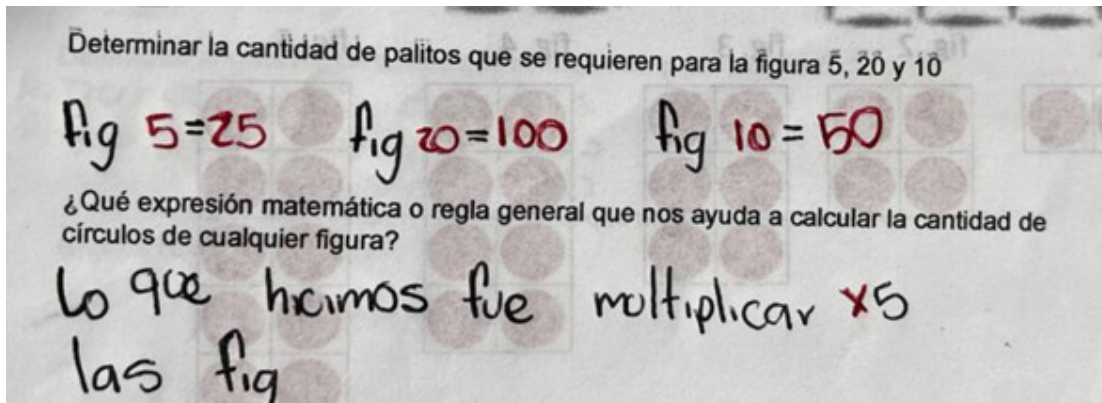 Determinar la cantidad de palitos que se requieren para la figura 5, 20 y 10
fig 5=25 fig 20=100 fig 10=50
¿Qué expresión matemática o regla general que nos ayuda a calcular la cantidad de
círculos de cualquier figura?
lo que hicimos fue multiplicar x5
las fig